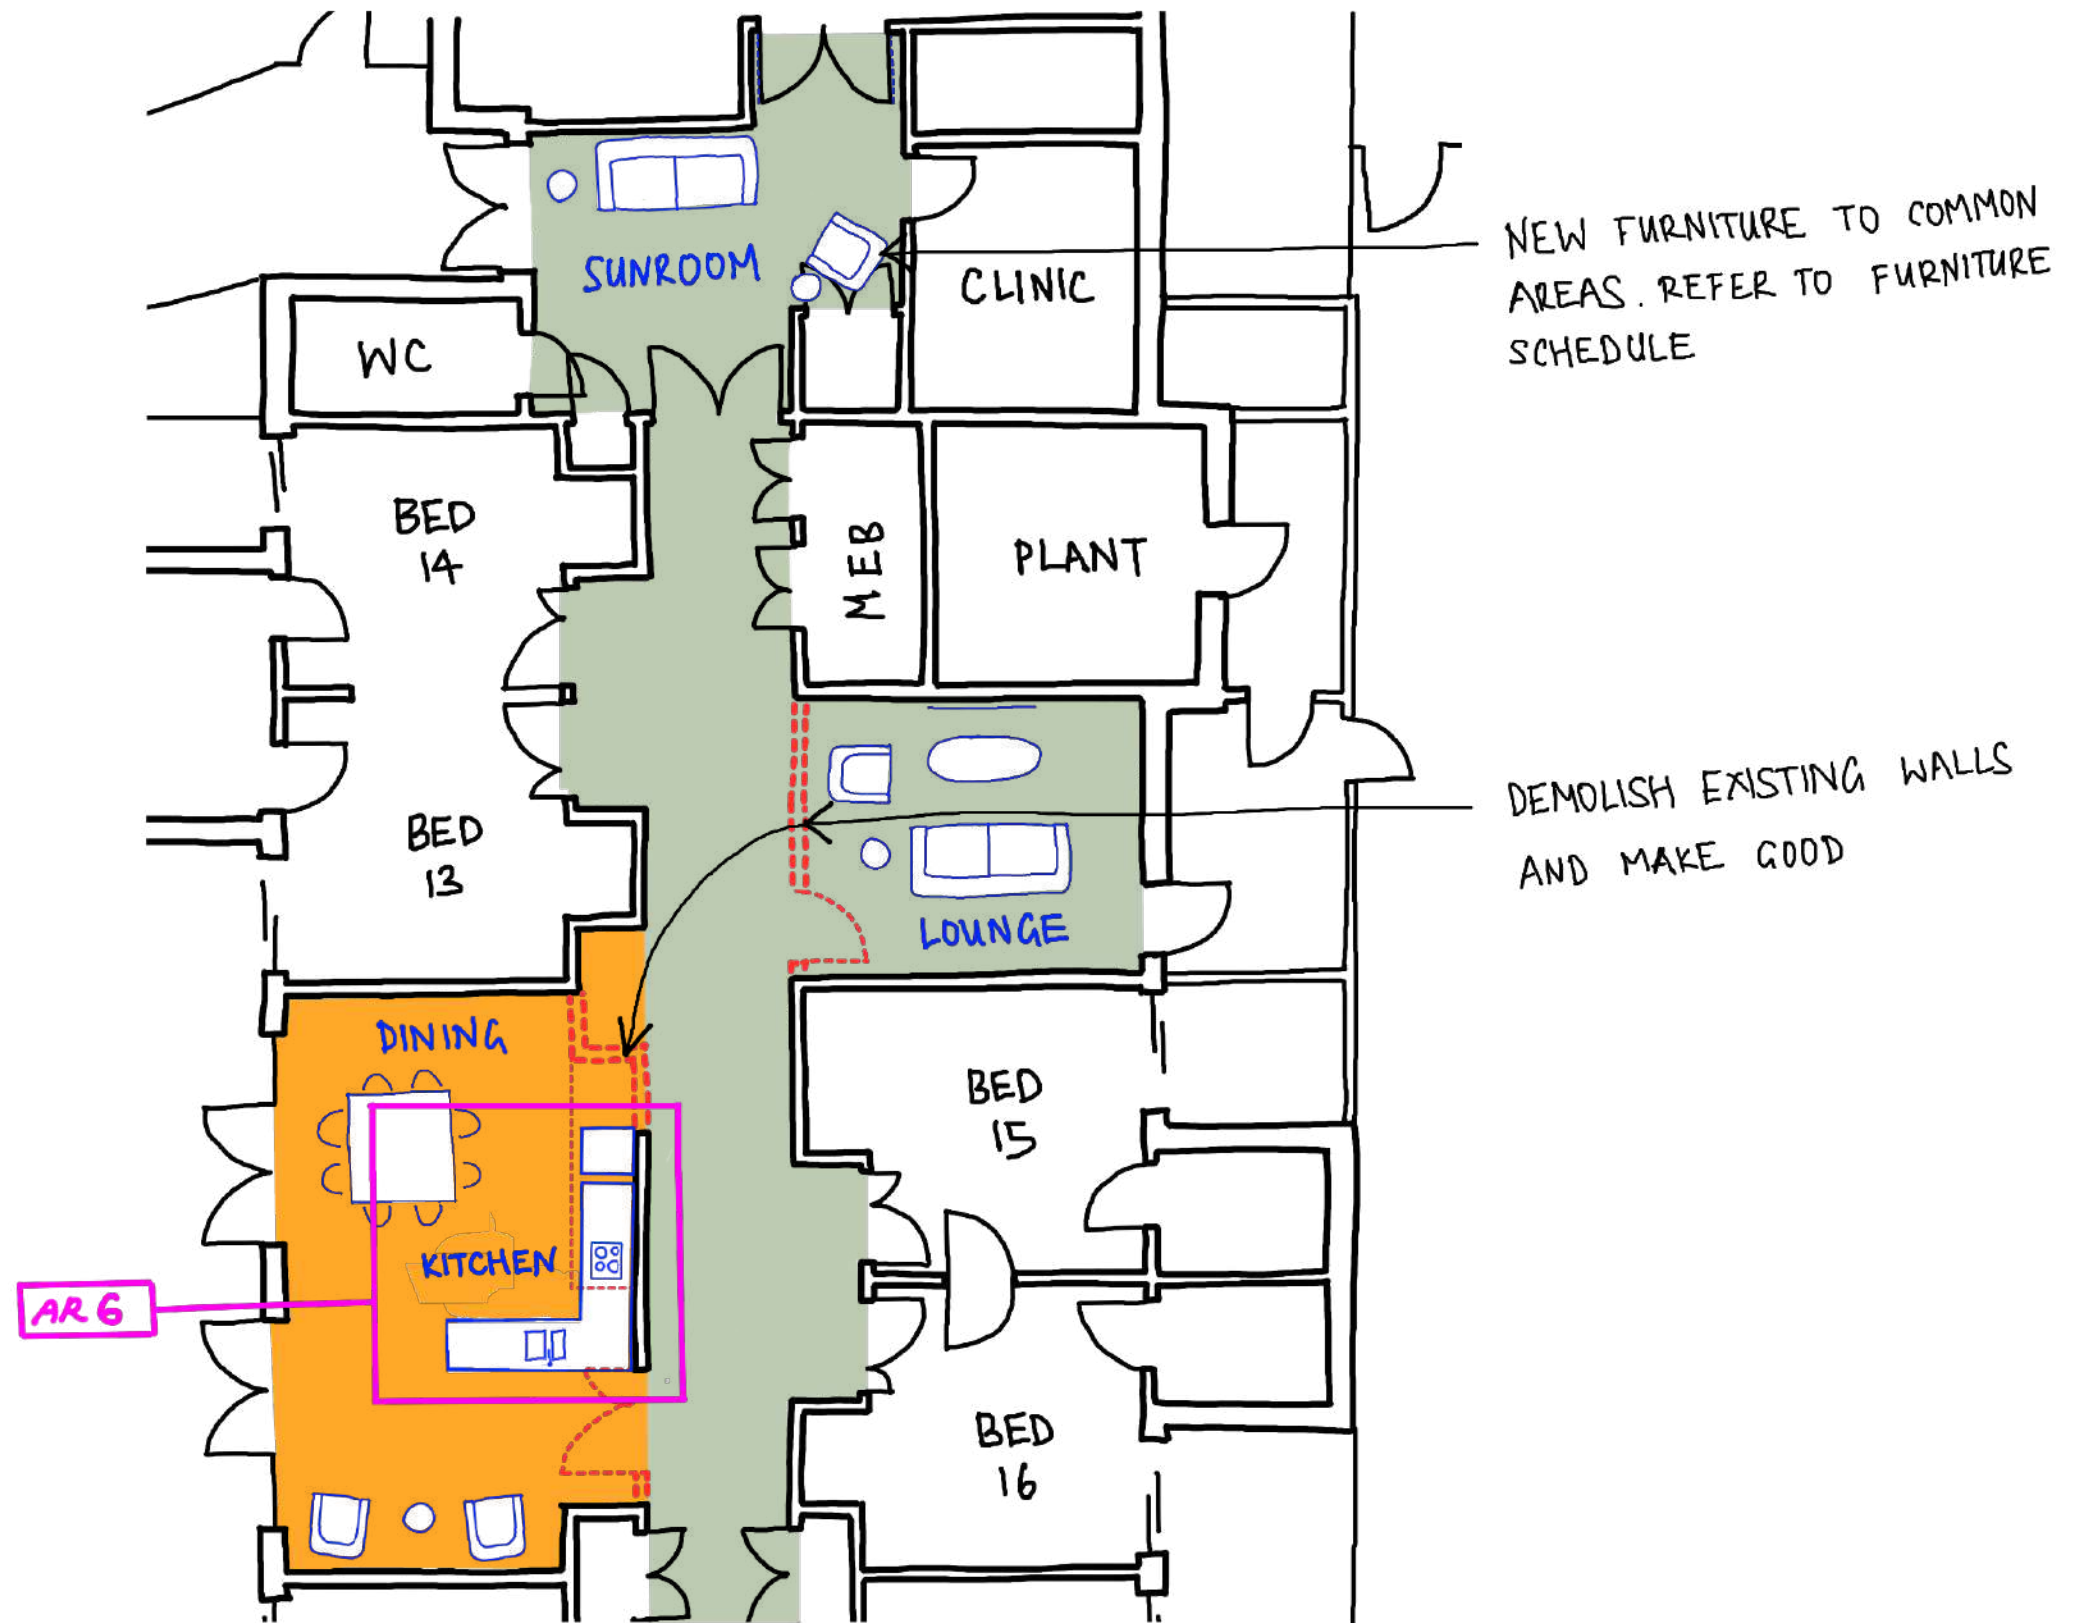 SUNROOM
CLINIC
NEW FURNITURE TO COMMON
AREAS. REFER TO FURNITURE
SCHEDULE
WC
BED
14
MEB
PLANT
BED
13
LOUNGE
DEMOLISH EXISTING WALLS
AND MAKE GOOD
DINING
BED
15
KITCHEN
AR 6
BED
16